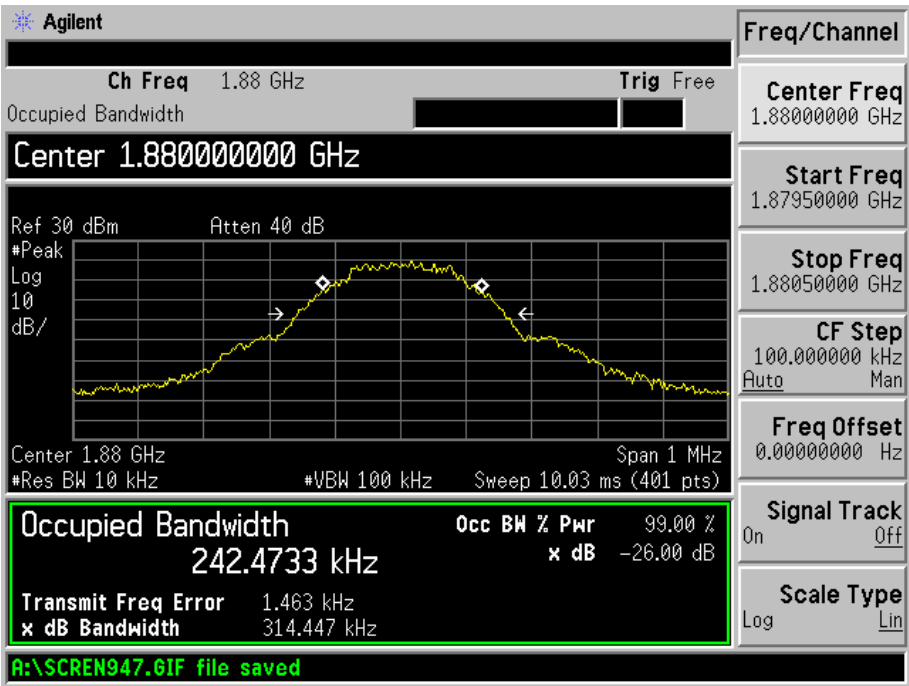 Agilent
Ch Freq 1.88 GHz Trig Free
Occupied Bandwidth
Center 1.880000000 GHz
Ref 30 dBm Atten 40 dB
#Peak
Log
10
dB/
Center 1.88 GHz Span 1 MHz
#Res BW 10 kHz #VBW 100 kHz Sweep 10.03 ms (401 pts)
Occupied Bandwidth
242.4733 kHz
Occ BW % Pwr 99.00 %
x dB -26.00 dB
Transmit Freq Error 1.463 kHz
x dB Bandwidth 314.447 kHz
A:\SCREN947.GIF file saved
Freq/Channel
Center Freq
1.88000000 GHz
Start Freq
1.87950000 GHz
Stop Freq
1.88050000 GHz
CF Step
100.000000 kHz
Auto Man
Freq Offset
0.00000000 Hz
Signal Track
On Off
Scale Type
Log Lin